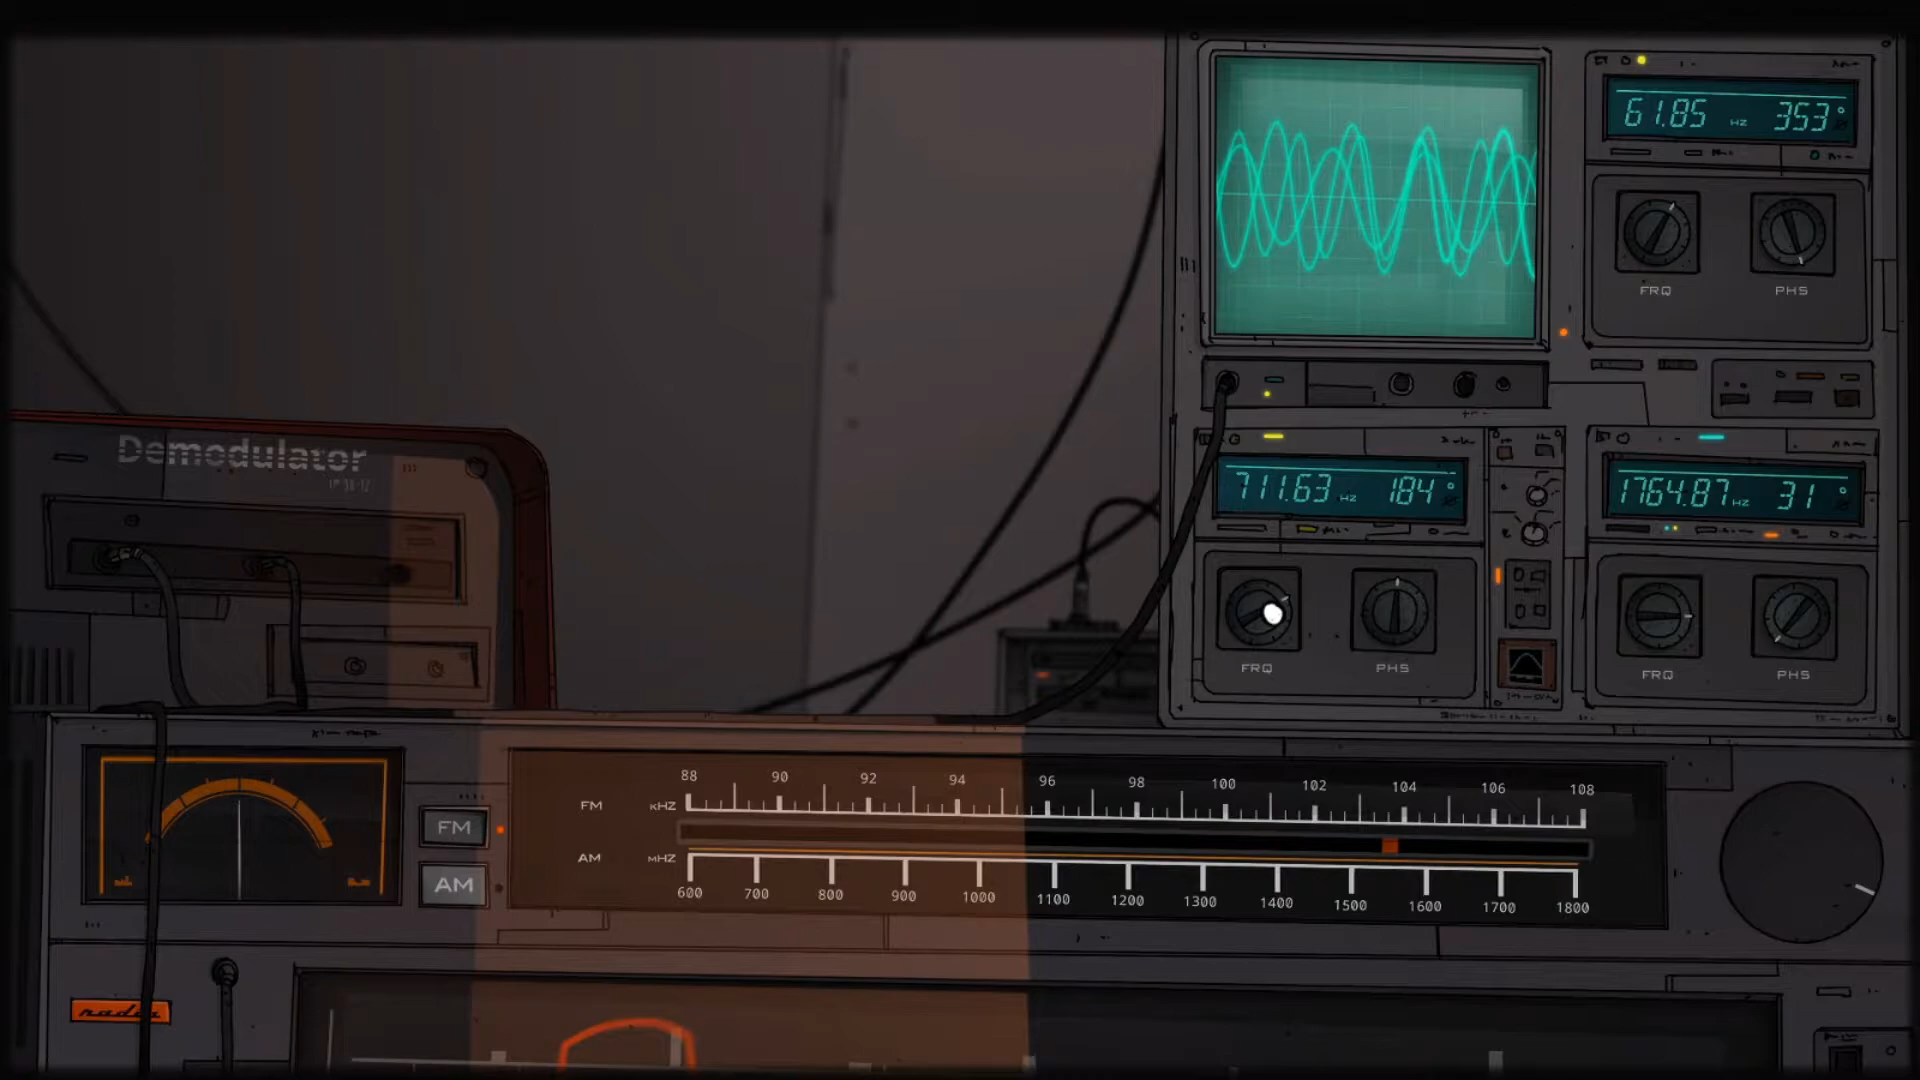 61.85 HZ 353°
FRQ PHS
711.63 HZ 184°
1764.87 HZ 31°
FRQ PHS
FRQ PHS
Demodulator
88 90 92 94 96 98 100 102 104 106 108
FM KHZ
FM
AM MHZ
AM
600 700 800 900 1000 1100 1200 1300 1400 1500 1600 1700 1800